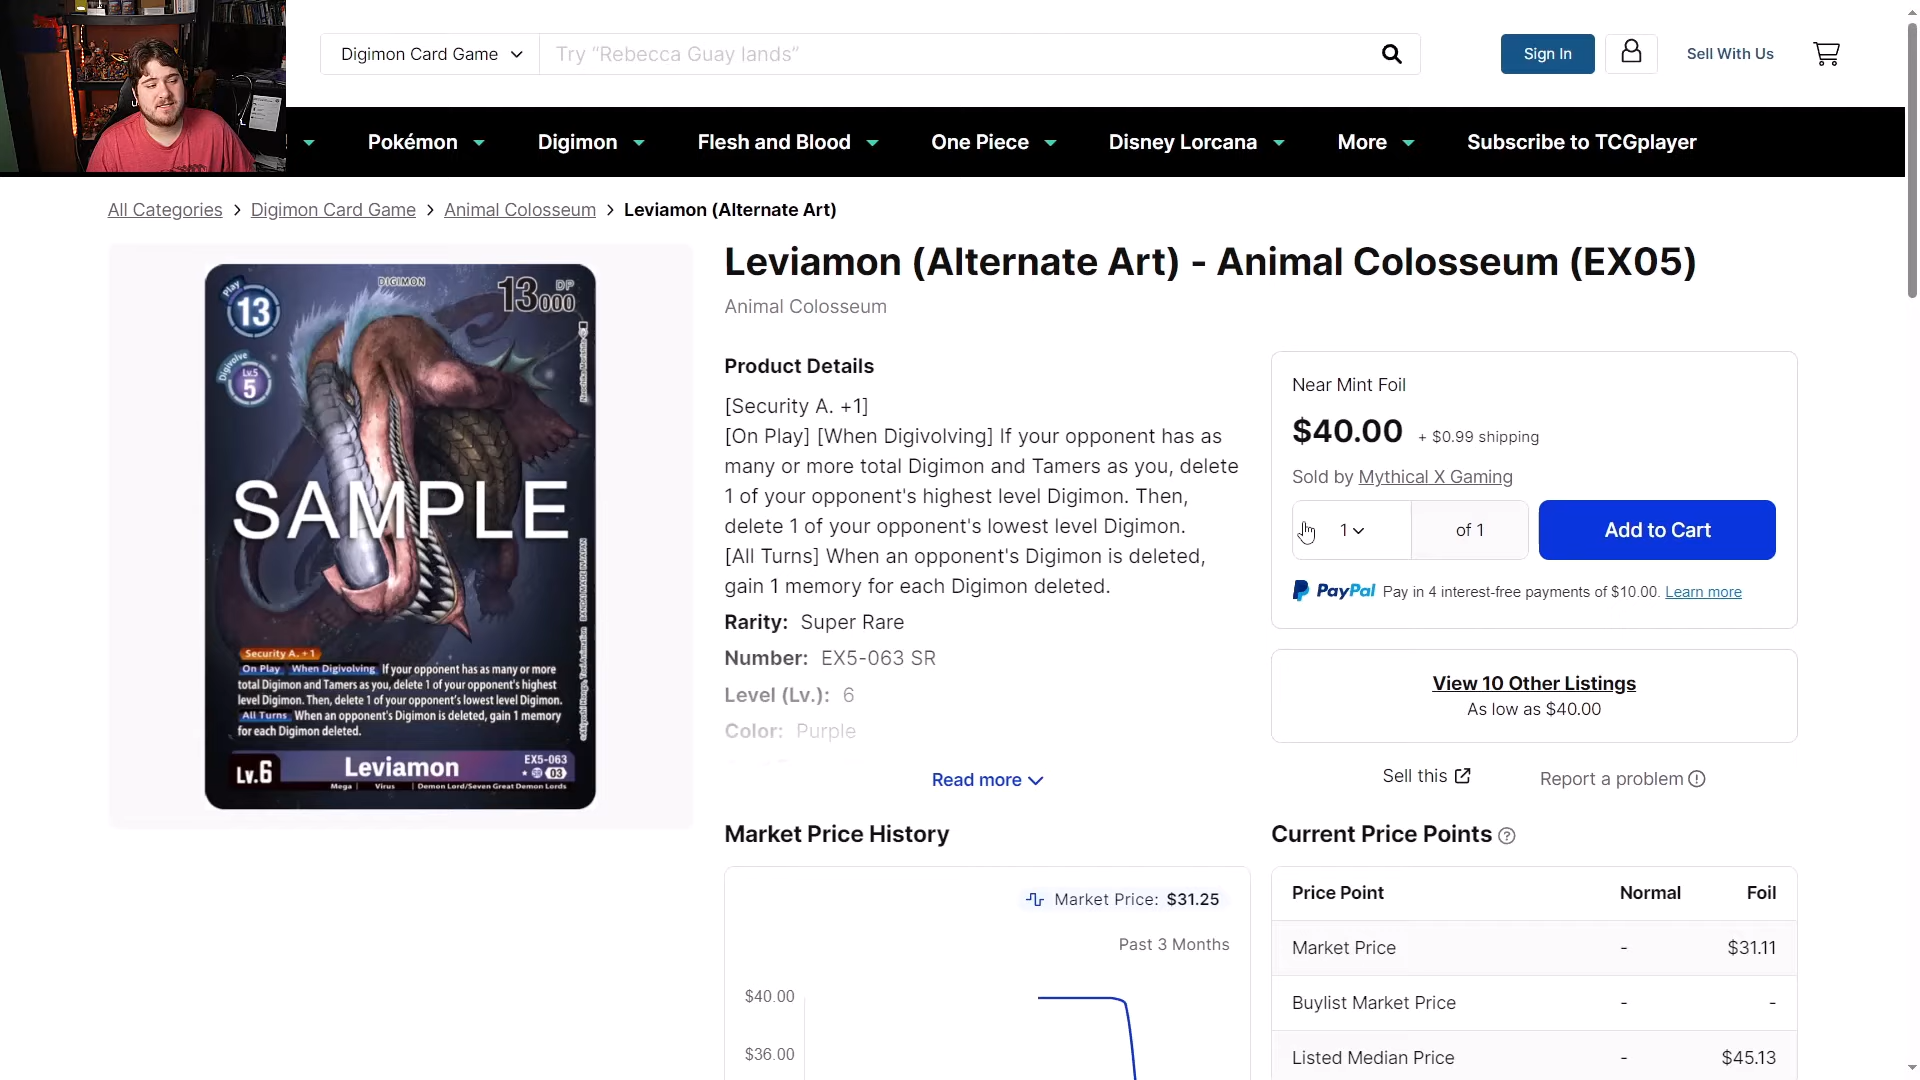 Digimon Card Game
Try “Rebecca Guay lands”
Sign In
Sell With Us
Pokémon
Digimon
Flesh and Blood
One Piece
Disney Lorcana
More
Subscribe to TCGplayer
All Categories > Digimon Card Game > Animal Colosseum > Leviamon (Alternate Art)
Leviamon (Alternate Art) - Animal Colosseum (EX05)
Animal Colosseum
Play
13
DIGIMON
13000
DP
Digivolve
Lv.5
5
SAMPLE
Security A. +1
On Play When Digivolving If your opponent has as many or more
total Digimon and Tamers as you, delete 1 of your opponent's highest
level Digimon. Then, delete 1 of your opponent's lowest level Digimon.
All Turns When an opponent's Digimon is deleted, gain 1 memory
for each Digimon deleted.
Lv.6
Leviamon
EX5-063
SR 03
Mega | Virus | Demon Lord/Seven Great Demon Lords
Product Details
[Security A. +1]
[On Play] [When Digivolving] If your opponent has as
many or more total Digimon and Tamers as you, delete
1 of your opponent's highest level Digimon. Then,
delete 1 of your opponent's lowest level Digimon.
[All Turns] When an opponent's Digimon is deleted,
gain 1 memory for each Digimon deleted.
Rarity: Super Rare
Number: EX5-063 SR
Level (Lv.): 6
Color: Purple
Read more
Near Mint Foil
$40.00 + $0.99 shipping
Sold by Mythical X Gaming
1
of 1
Add to Cart
PayPal Pay in 4 interest-free payments of $10.00. Learn more
View 10 Other Listings
As low as $40.00
Sell this
Report a problem
Market Price History
Market Price: $31.25
Past 3 Months
$40.00
$36.00
Current Price Points
Price Point Normal Foil
Market Price - $31.11
Buylist Market Price - -
Listed Median Price - $45.13